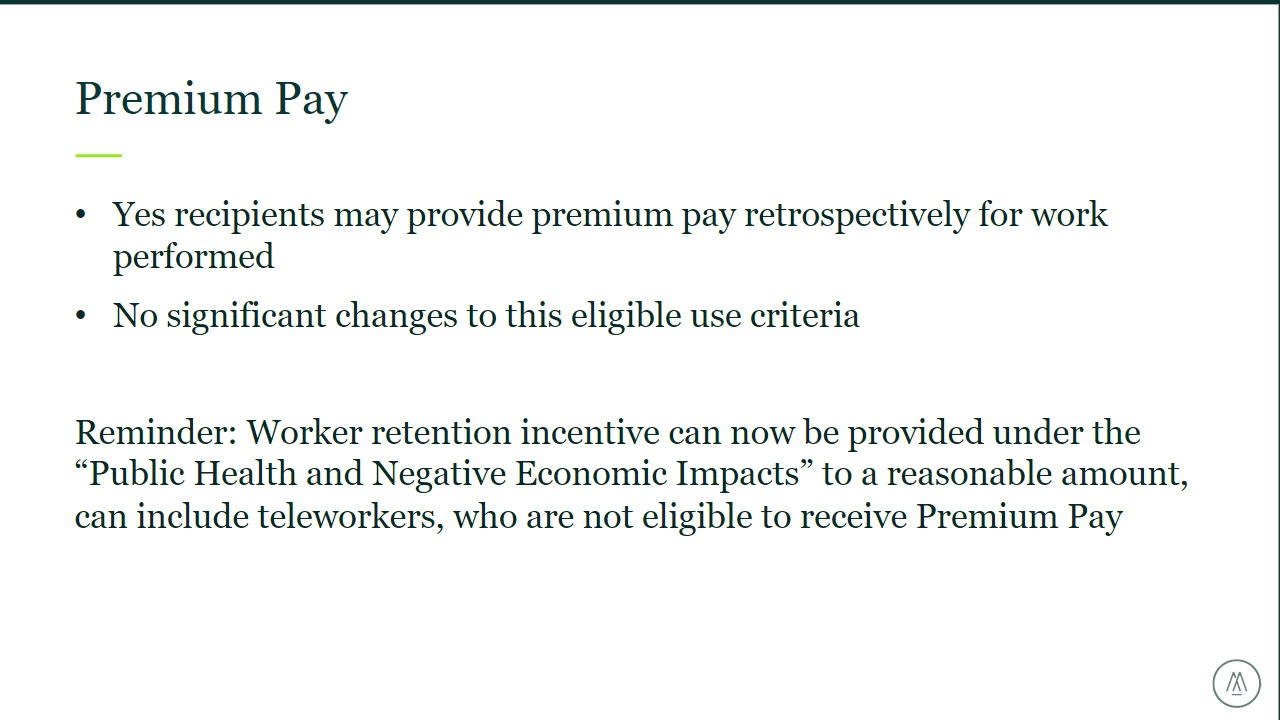 Premium Pay
• Yes recipients may provide premium pay retrospectively for work
performed
• No significant changes to this eligible use criteria
Reminder: Worker retention incentive can now be provided under the
“Public Health and Negative Economic Impacts” to a reasonable amount,
can include teleworkers, who are not eligible to receive Premium Pay